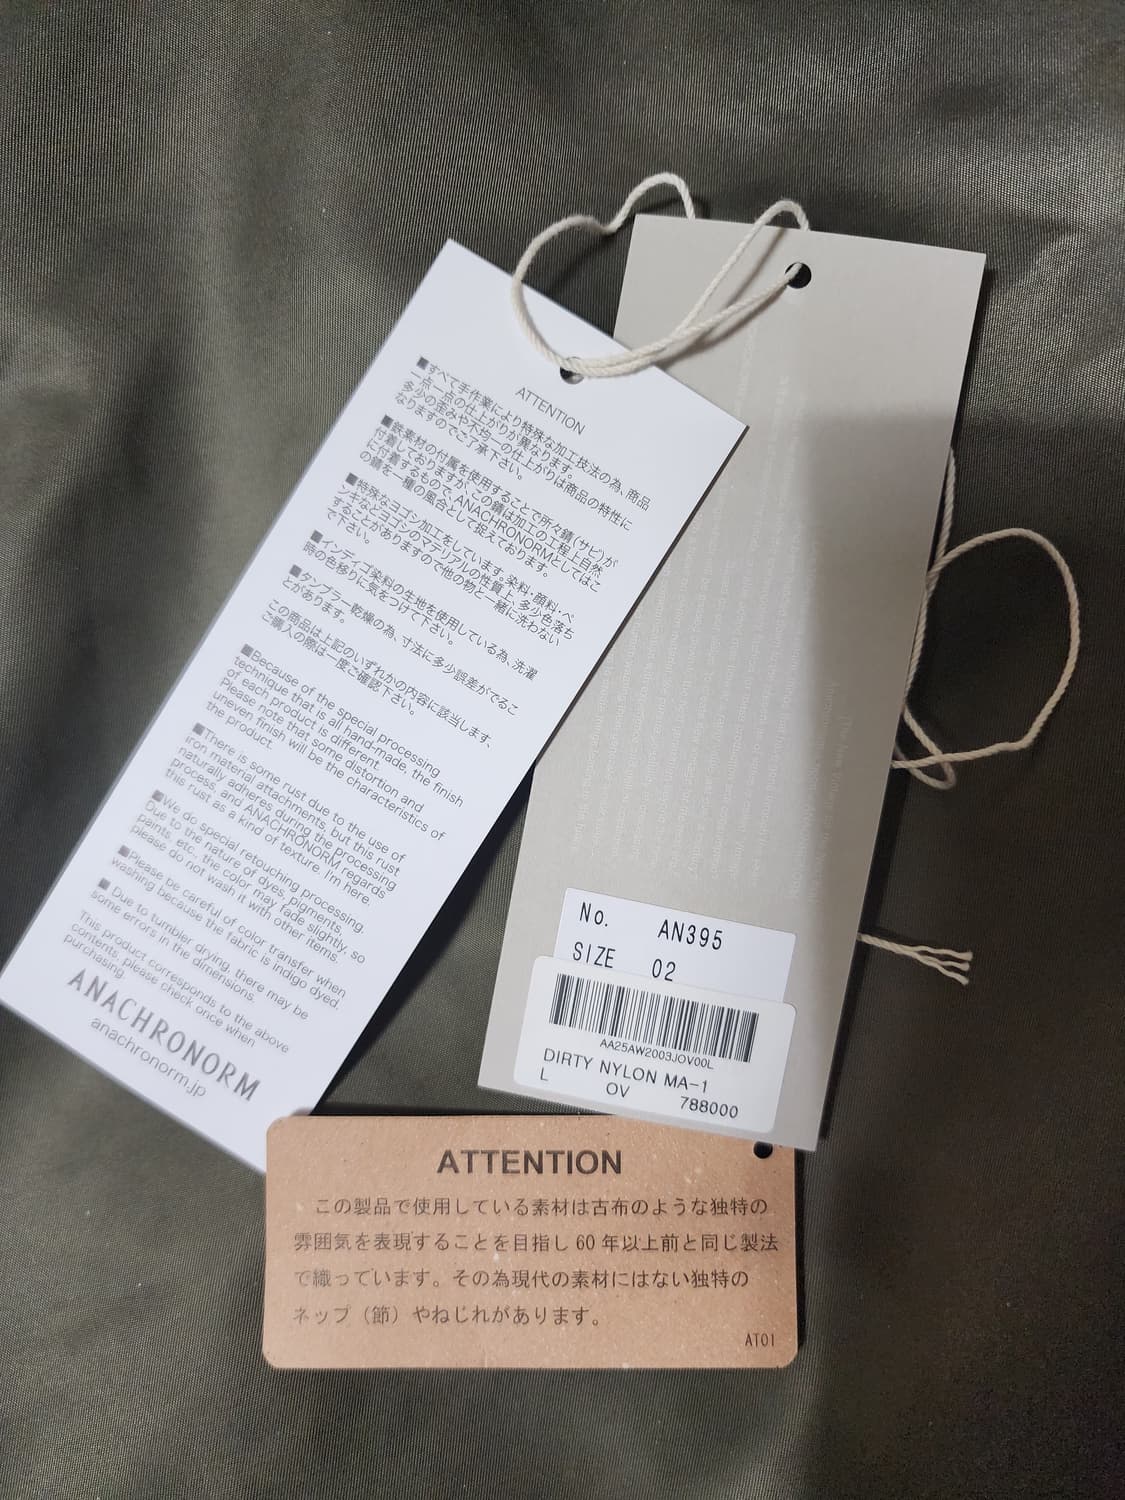 ATTENTION
■すべて手作業により特殊な加工技法の為、商品
一点一点の仕上がりが異なります。
多少の歪みや不均一の仕上がりは商品の特性に
なりますのでご了承下さい。
■鉄素材の付属を使用することで所々錆(サビ)が
付着しておりますが、この錆は加工の工程上自然
に付着するもので、ANACHRONORMとしてはこ
の錆を一種の風合として捉えております。
■特殊なヨゴシ加工をしています。染料・顔料・ペ
ンキなどヨゴシのマテリアルの性質上、多少色落ち
することがありますので他の物と一緒に洗わない
で下さい。
■インディゴ染料の生地を使用している為、洗濯
時の色移りに気をつけて下さい。
■タンブラー乾燥の為、寸法に多少誤差がでるこ
とがあります。
この商品は上記のいずれかの内容に該当します、
ご購入の際は一度ご確認下さい。
■Because of the special processing
technique that is all hand-made, the finish
of each product is different.
Please note that some distortion and
uneven finish will be the characteristics of
the product.
■There is some rust due to the use of
iron material attachments, but this rust
naturally adheres during the processing
process, and ANACHRONORM regards
this rust as a kind of texture. I'm here.
■We do special retouching processing.
Due to the nature of dyes, pigments,
paints, etc., the color may fade slightly, so
please do not wash it with other items.
■Please be careful of color transfer when
washing because the fabric is indigo dyed.
■ Due to tumbler drying, there may be
some errors in the dimensions.
This product corresponds to the above
contents, please check once when
purchasing.
ANACHRONORM
anachronorm.jp
No. AN395
SIZE 02
AA25AW2003JOV00L
DIRTY NYLON MA-1
L OV 788000
ATTENTION
この製品で使用している素材は古布のような独特の
雰囲気を表現することを目指し 60 年以上前と同じ製法
で織っています。その為現代の素材にはない独特の
ネップ（節）やねじれがあります。
AT01